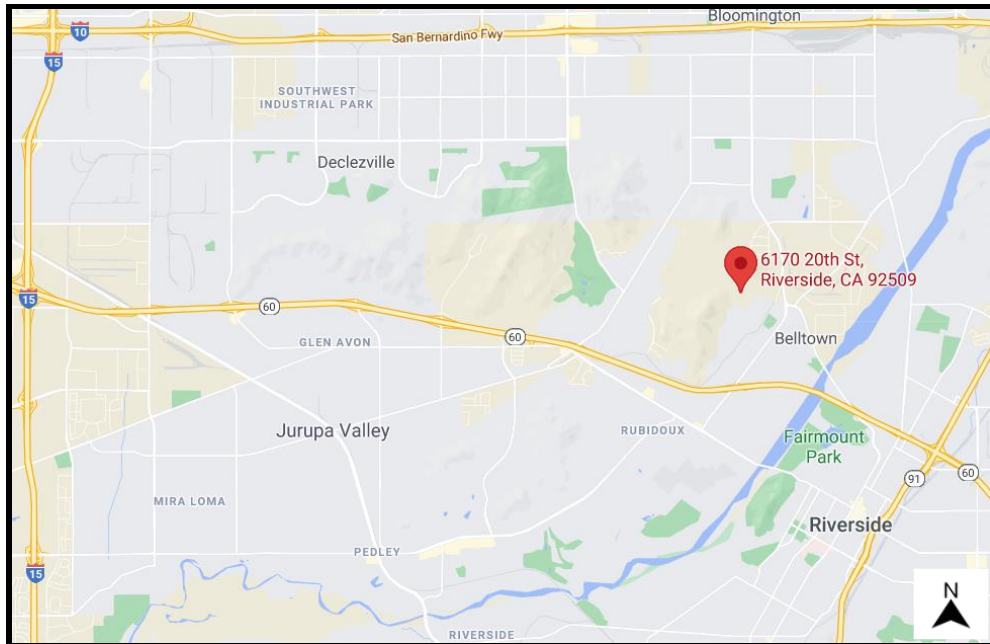 Bloomington
10
San Bernardino Fwy
15
SOUTHWEST
INDUSTRIAL PARK
Declezville
6170 20th St,
Riverside, CA 92509
15
60
60
GLEN AVON
Belltown
Jurupa Valley
RUBIDOUX
Fairmount
Park
91
60
MIRA LOMA
Riverside
PEDLEY
15
N
RIVERSIDE